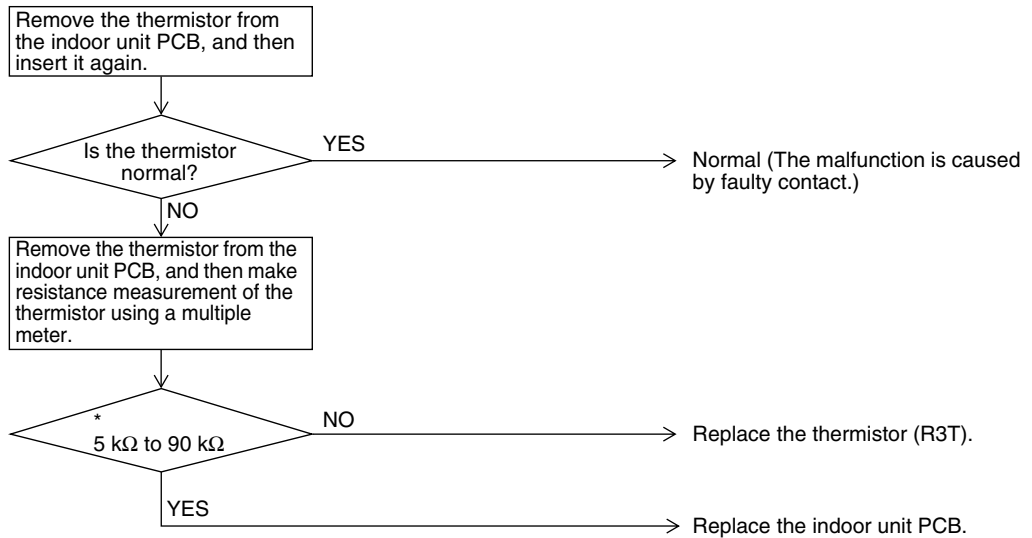 Remove the thermistor from
the indoor unit PCB, and then
insert it again.
Is the thermistor
normal?
YES
Normal (The malfunction is caused
by faulty contact.)
NO
Remove the thermistor from the
indoor unit PCB, and then make
resistance measurement of the
thermistor using a multiple
meter.
*
5 kΩ to 90 kΩ
NO
Replace the thermistor (R3T).
YES
Replace the indoor unit PCB.